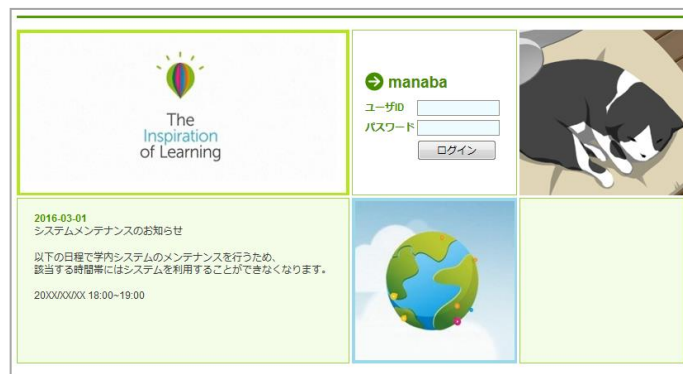 The
Inspiration
of Learning
manaba
ユーザID
パスワード
ログイン
2016-03-01
システムメンテナンスのお知らせ
以下の日程で学内システムのメンテナンスを行うため、
該当する時間帯にはシステムを利用することができなくなります。
20XX/XX/XX 18:00~19:00